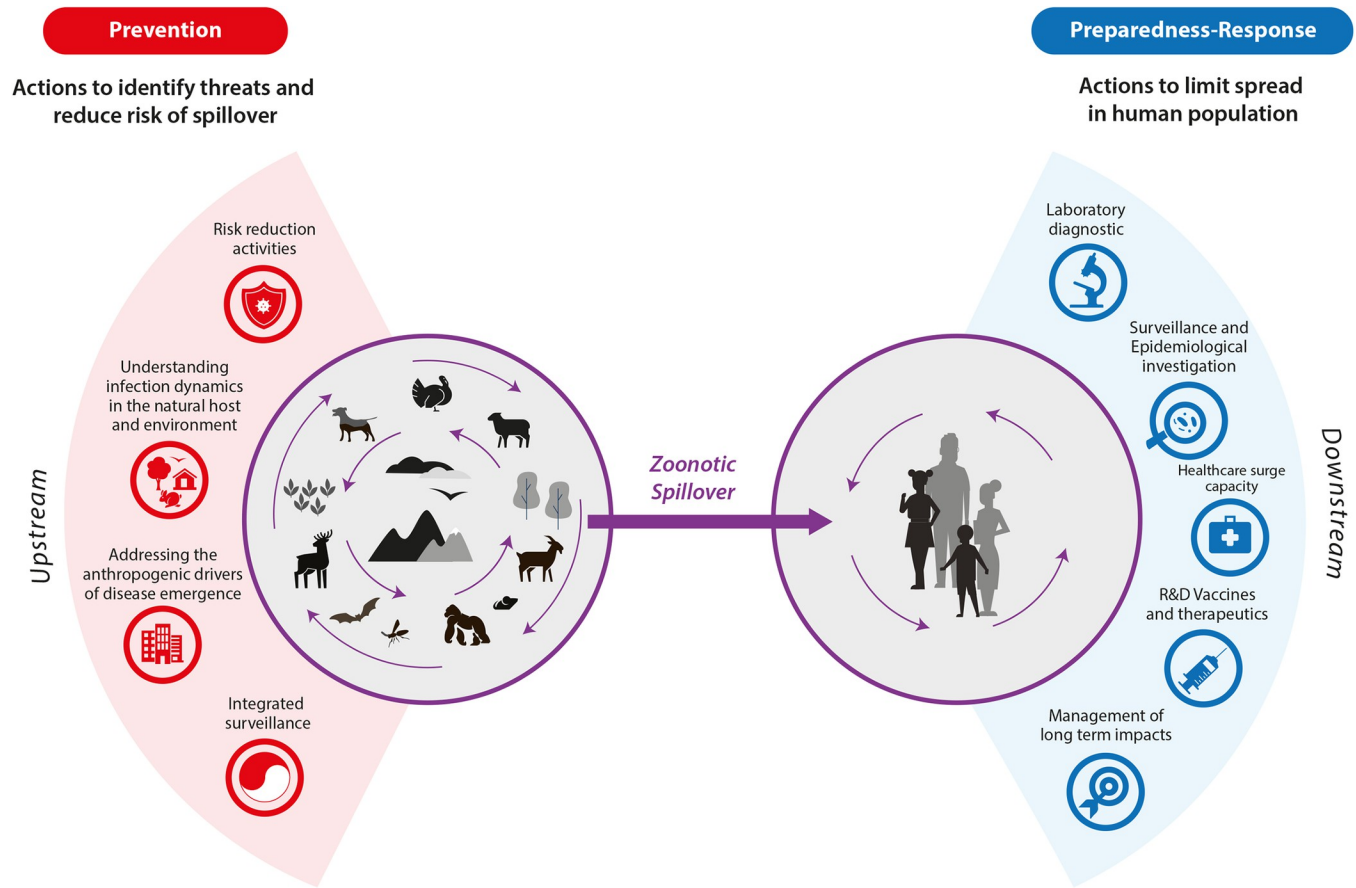 Prevention
Actions to identify threats and
reduce risk of spillover
Upstream
Risk reduction
activities
Understanding
infection dynamics
in the natural host
and environment
Addressing the
anthropogenic drivers
of disease emergence
Integrated
surveillance
Zoonotic
Spillover
Preparedness-Response
Actions to limit spread
in human population
Laboratory
diagnostic
Surveillance and
Epidemiological
investigation
Healthcare surge
capacity
R&D Vaccines
and therapeutics
Management of
long term impacts
Downstream